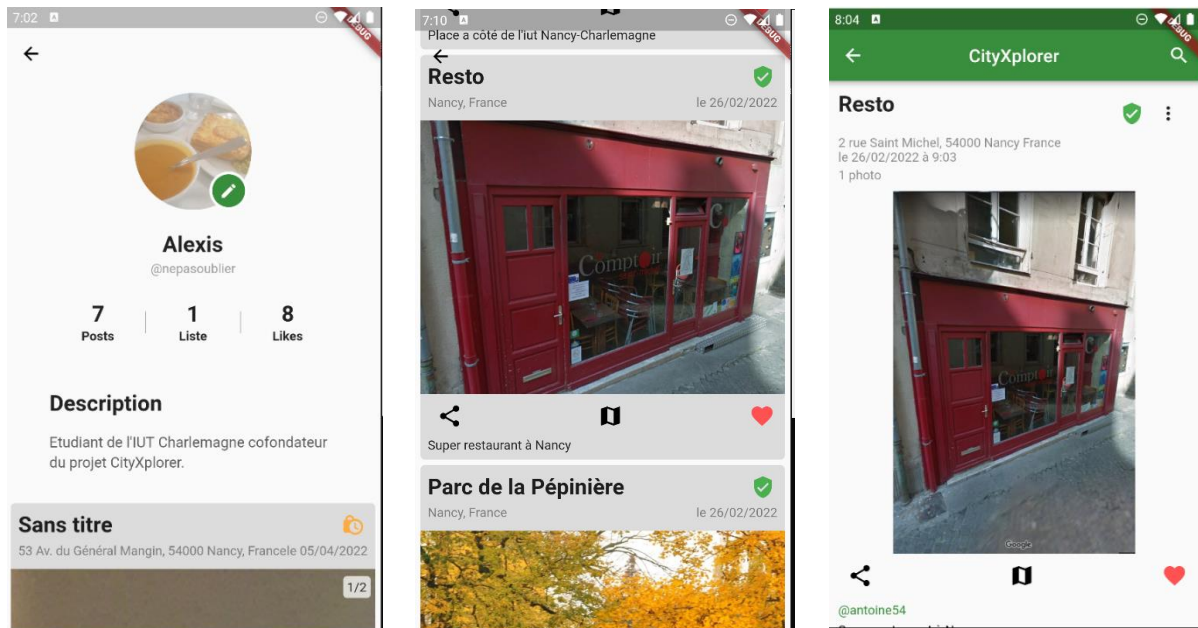 7:02
DEBUG
Alexis
@nepasoublier
7 1 8
Posts Liste Likes
Description
Etudiant de l'IUT Charlemagne cofondateur
du projet CityXplorer.
Sans titre
53 Av. du Général Mangin, 54000 Nancy, Francele 05/04/2022
1/2
7:10
DEBUG
Place a côté de l'iut Nancy-Charlemagne
Resto
Nancy, France le 26/02/2022
Comptoir
Super restaurant à Nancy
Parc de la Pépinière
Nancy, France le 26/02/2022
8:04
DEBUG
CityXplorer
Resto
2 rue Saint Michel, 54000 Nancy France
le 26/02/2022 à 9:03
1 photo
Comptoir
Google
@antoine54